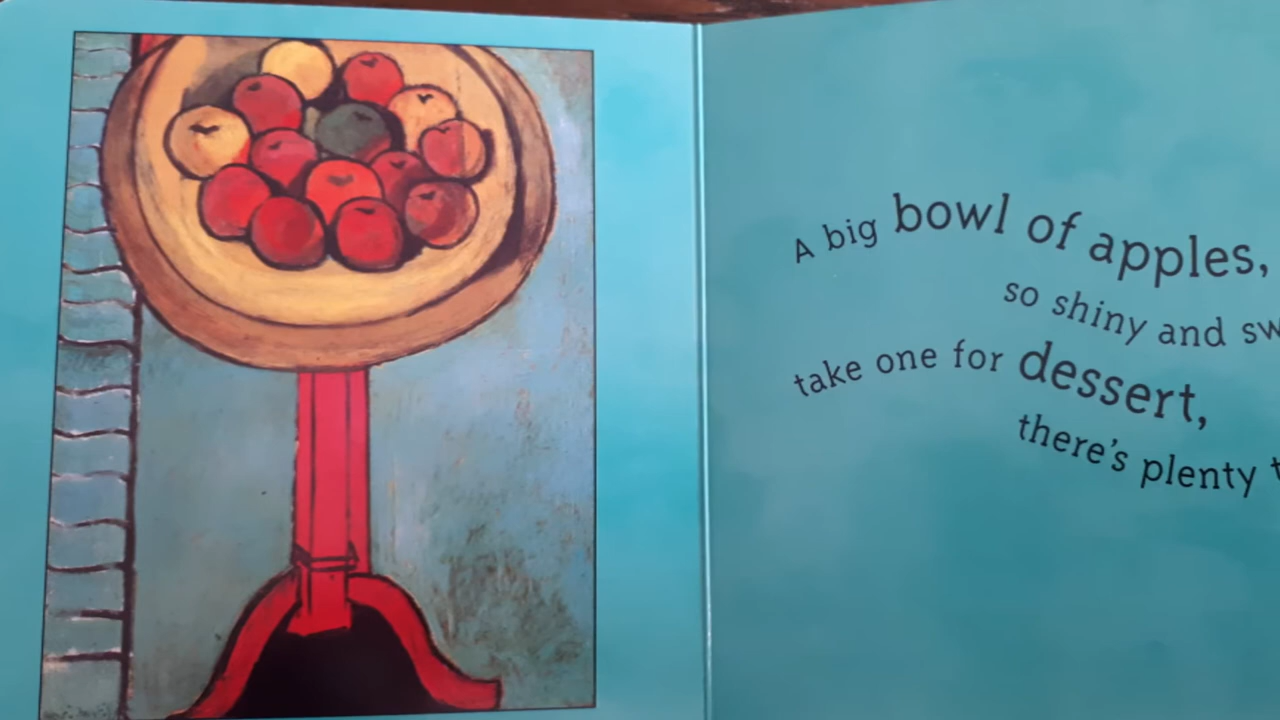 A big bowl of apples,
so shiny and
take one for dessert,
there's plenty